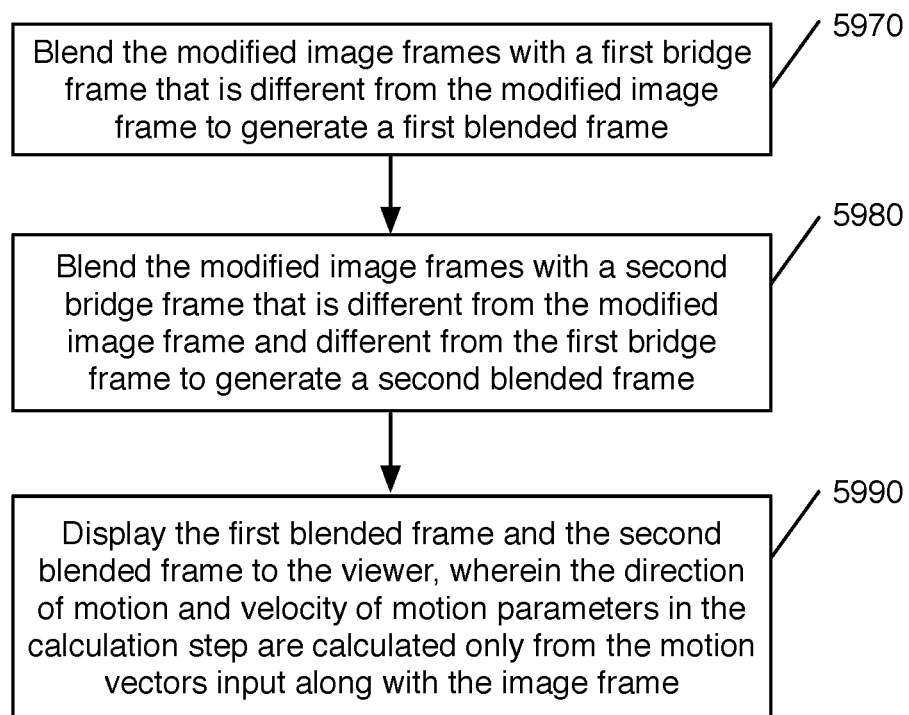 5970
Blend the modified image frames with a first bridge
frame that is different from the modified image
frame to generate a first blended frame
5980
Blend the modified image frames with a second
bridge frame that is different from the modified
image frame and different from the first bridge
frame to generate a second blended frame
5990
Display the first blended frame and the second
blended frame to the viewer, wherein the direction
of motion and velocity of motion parameters in the
calculation step are calculated only from the motion
vectors input along with the image frame